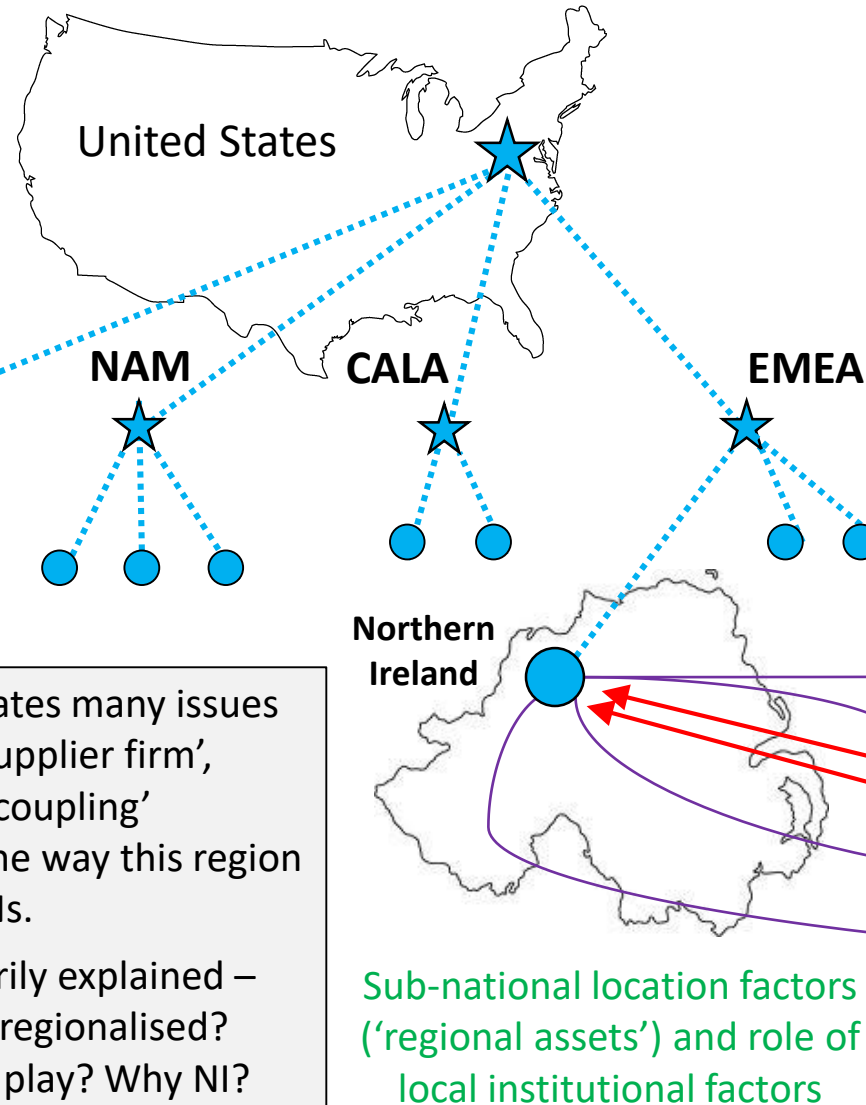 United States
NAM
CALA
EMEA
Northern
Ireland
ates many issues
upplier firm’,
coupling’
ne way this region
ls.
rily explained –
regionalised?
play? Why NI?
Sub-national location factors
(‘regional assets’) and role of
local institutional factors